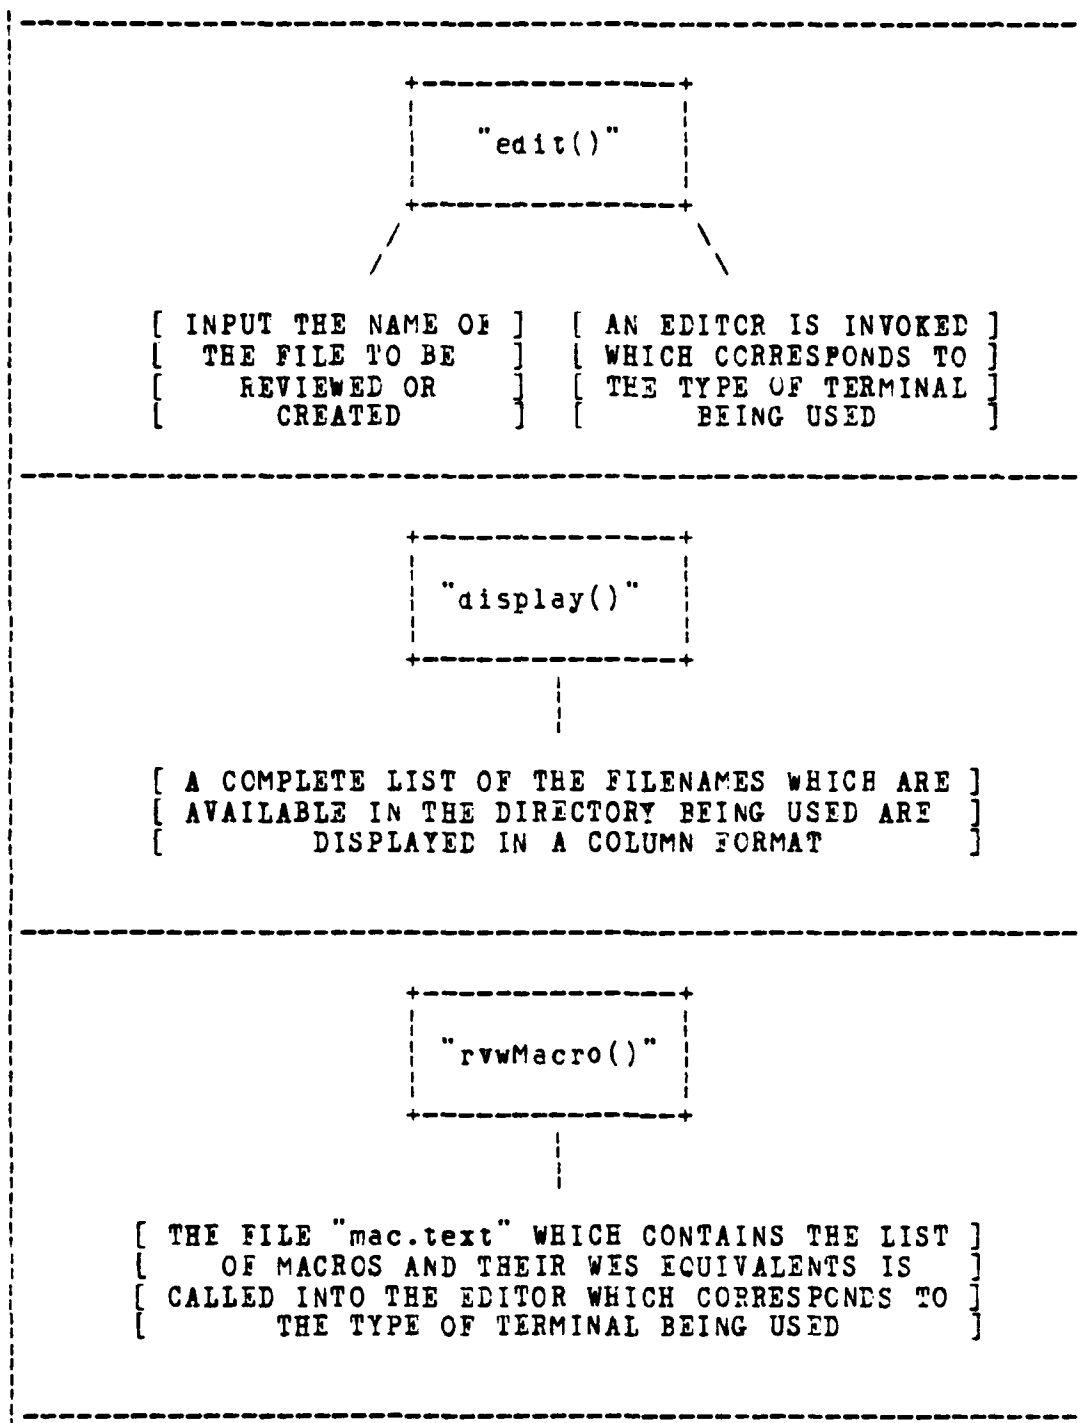 "edit()"
[ INPUT THE NAME OF ] [ AN EDITOR IS INVOKED ]
[ THE FILE TO BE ] [ WHICH CORRESPONDS TO ]
[ REVIEWED OR ] [ THE TYPE OF TERMINAL ]
[ CREATED ] [ BEING USED ]
"display()"
[ A COMPLETE LIST OF THE FILENAMES WHICH ARE ]
[ AVAILABLE IN THE DIRECTORY BEING USED ARE ]
[ DISPLAYED IN A COLUMN FORMAT ]
"rvwMacro()"
[ THE FILE "mac.text" WHICH CONTAINS THE LIST ]
[ OF MACROS AND THEIR WES EQUIVALENTS IS ]
[ CALLED INTO THE EDITOR WHICH CORRESPONDS TO ]
[ THE TYPE OF TERMINAL BEING USED ]